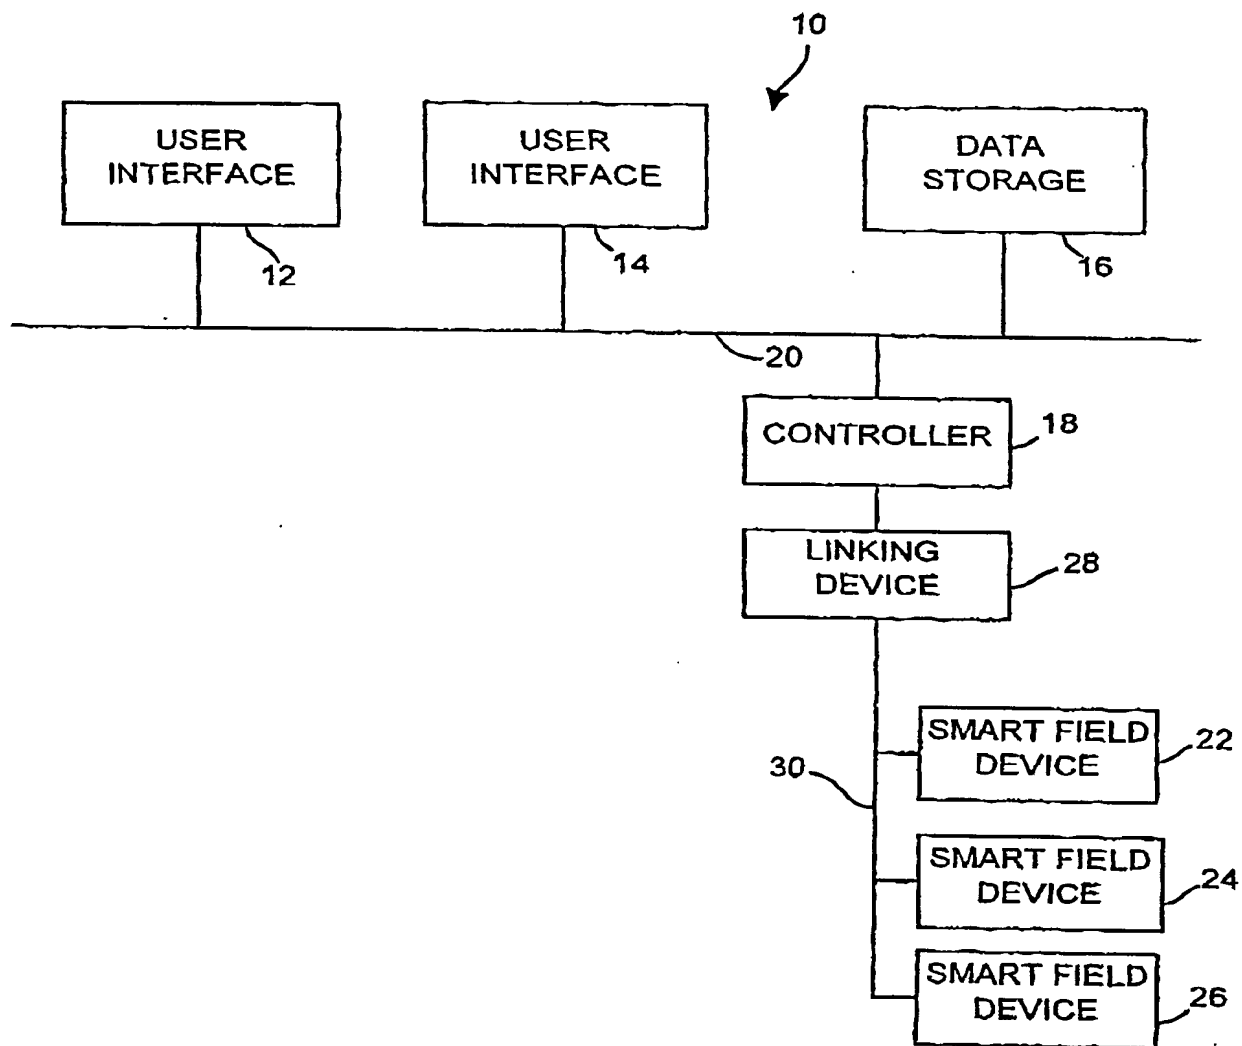 10
USER
INTERFACE
12
USER
INTERFACE
14
DATA
STORAGE
16
20
CONTROLLER
18
LINKING
DEVICE
28
30
SMART FIELD
DEVICE
22
SMART FIELD
DEVICE
24
SMART FIELD
DEVICE
26